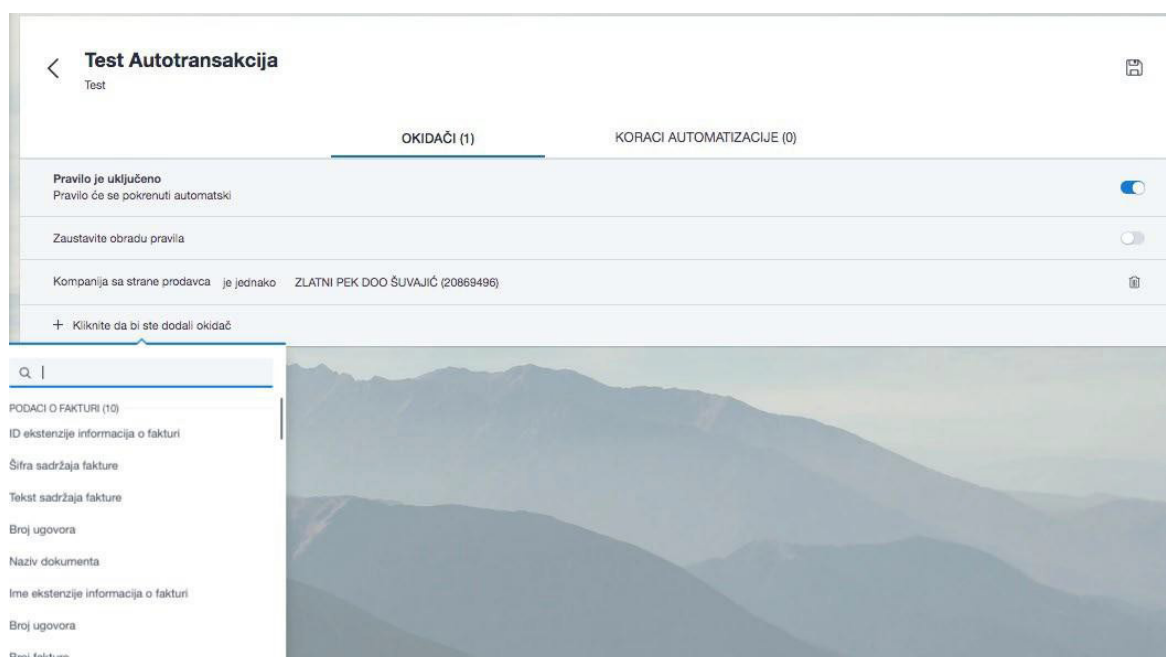 Test Autotransakcija
Test
OKIDAČI (1)
KORACI AUTOMATIZACIJE (0)
Pravilo je uključeno
Pravilo će se pokrenuti automatski
Zaustavite obradu pravila
Kompanija sa strane prodavca je jednako ZLATNI PEK DOO ŠUVAJIĆ (20869496)
+ Kliknite da bi ste dodali okidač
PODACI O FAKTURI (10)
ID ekstenzije informacija o fakturi
Šifra sadržaja fakture
Tekst sadržaja fakture
Broj ugovora
Naziv dokumenta
Ime ekstenzije informacija o fakturi
Broj ugovora
Broj fakture